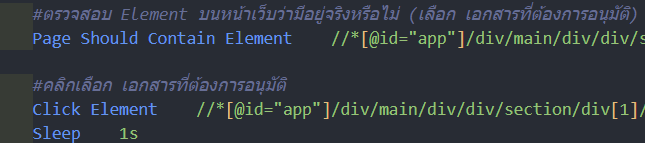 #ตรวจสอบ Element บนหน้าเว็บว่ามีอยู่จริงหรือไม่ (เลือก เอกสารที่ต้องการอนุมัติ)
Page Should Contain Element    //*[@id="app"]/div/main/div/div/s
#คลิกเลือก เอกสารที่ต้องการอนุมัติ
Click Element    //*[@id="app"]/div/main/div/div/section/div[1]/
Sleep    1s